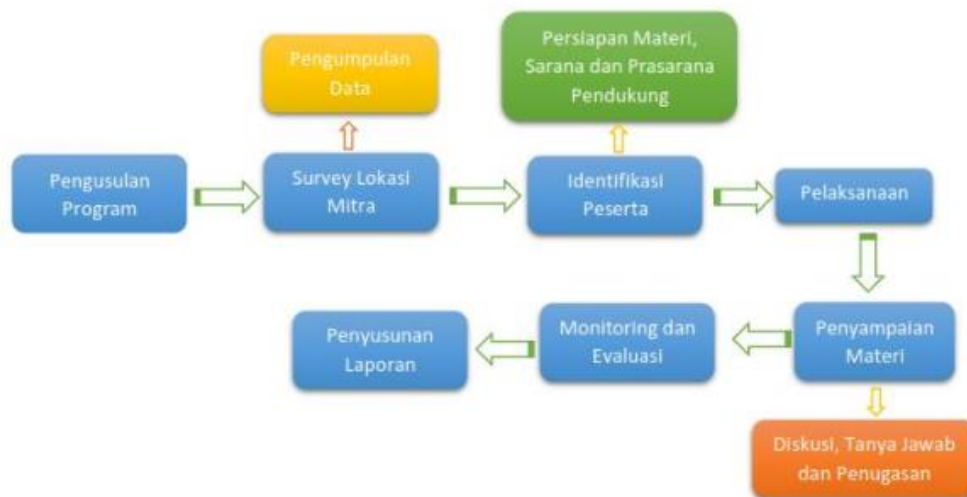 Pengumpulan
Data
Persiapan Materi,
Sarana dan Prasarana
Pendukung
Pengusulan
Program
Survey Lokasi
Mitra
Identifikasi
Peserta
Pelaksanaan
Penyampaian
Materi
Monitoring dan
Evaluasi
Penyusunan
Laporan
Diskusi, Tanya Jawab
dan Penugasan